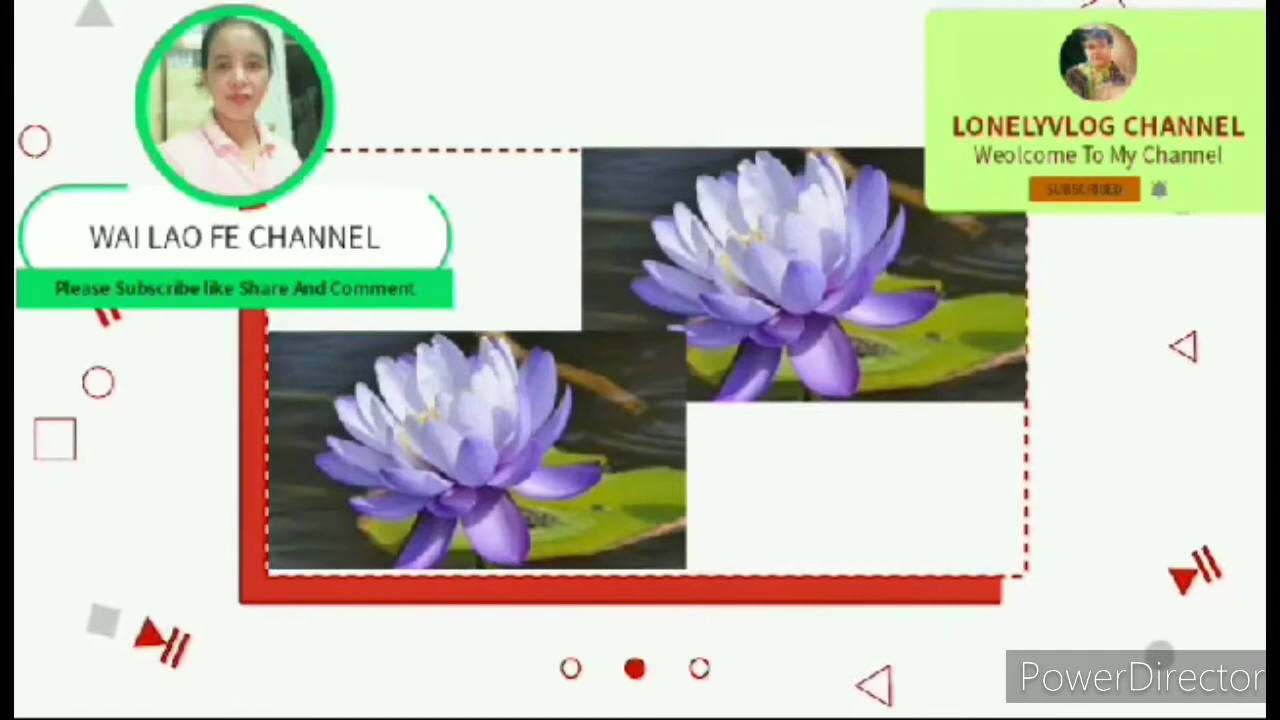 WAI LAO FE CHANNEL
Please Subscribe like Share And Comment
LONELYVLOG CHANNEL
Weolcome To My Channel
SUBSCRIBED
PowerDirector